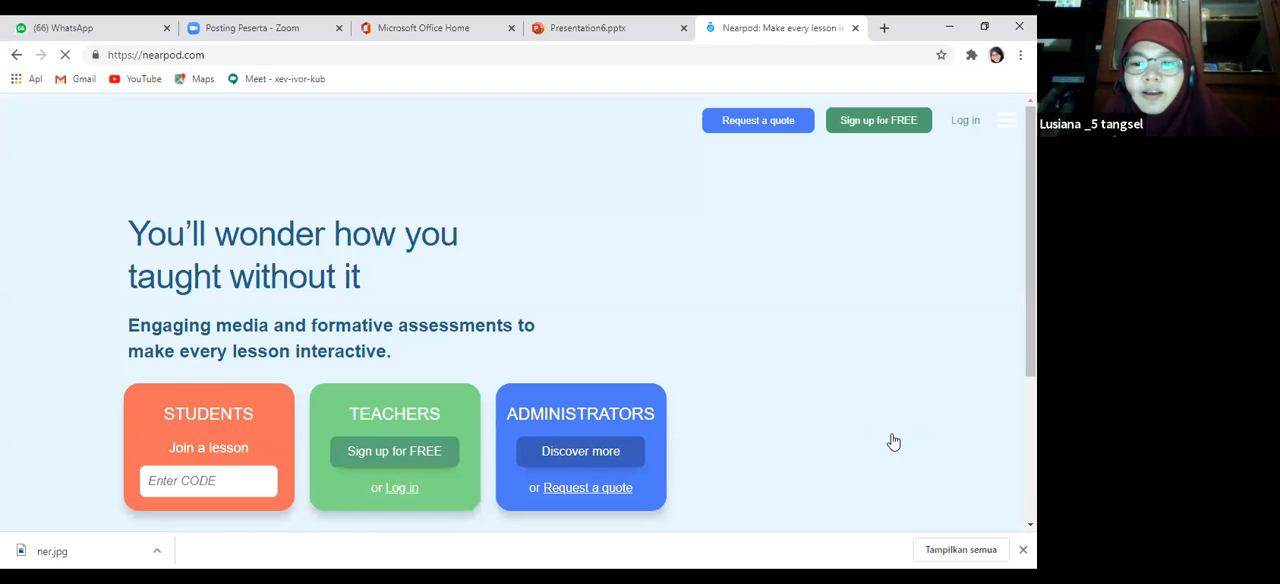 (66) WhatsApp
Posting Peserta - Zoom
Microsoft Office Home
Presentation6.pptx
Nearpod: Make every lesson i
https://nearpod.com
Apl
Gmail
YouTube
Maps
Meet - xev-ivor-kub
Request a quote
Sign up for FREE
Log in
Lusiana _5 tangsel
You'll wonder how you
taught without it
Engaging media and formative assessments to
make every lesson interactive.
STUDENTS
Join a lesson
Enter CODE
TEACHERS
Sign up for FREE
or Log in
ADMINISTRATORS
Discover more
or Request a quote
ner.jpg
Tampilkan semua